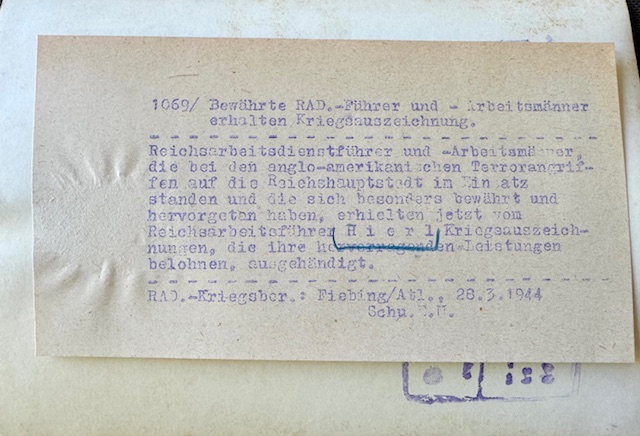 1069/ Bewährte RAD.-Führer und - Arbeitsmänner
erhalten Kriegsauszeichnung.
Reichsarbeitsdienstführer und -Arbeitsmänner,
die bei den anglo-amerikanischen Terrorangrif-
fen auf die Reichshauptstadt im Einsatz
standen und die sich besonders bewährt und
hervorgetan haben, erhielten jetzt vom
Reichsarbeitsführer H i e r l Kriegsauszeich-
nungen, die ihre hervorragenden Leistungen
belohnen, ausgehändigt.
RAD.-Kriegsber.: Fiebing/Atl., 28.3.1944
Schu.